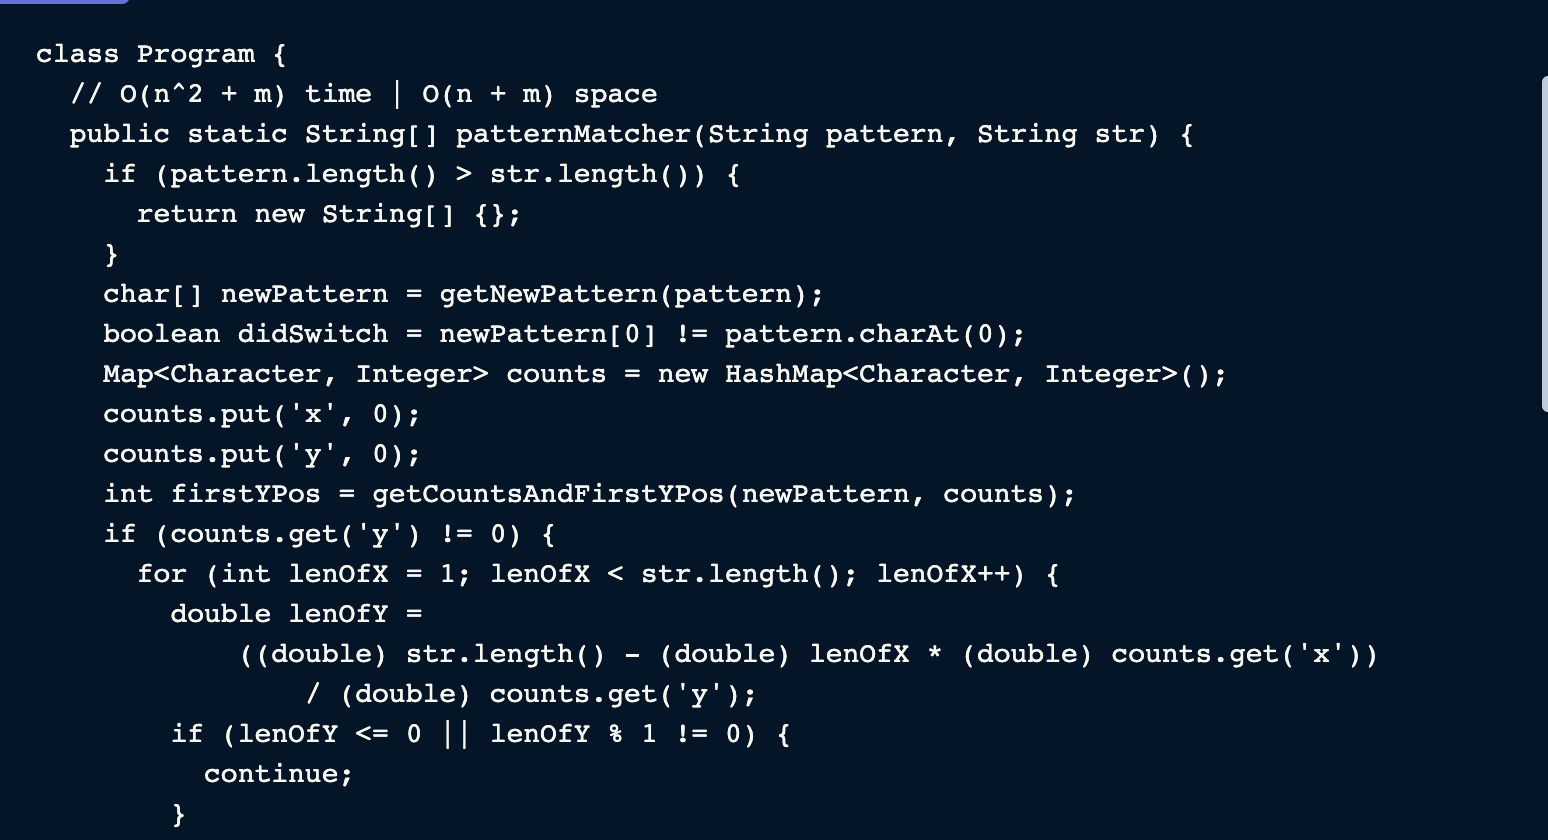 class Program {
  // O(n^2 + m) time | O(n + m) space
  public static String[] patternMatcher(String pattern, String str) {
    if (pattern.length() > str.length()) {
      return new String[] {};
    }
    char[] newPattern = getNewPattern(pattern);
    boolean didSwitch = newPattern[0] != pattern.charAt(0);
    Map<Character, Integer> counts = new HashMap<Character, Integer>();
    counts.put('x', 0);
    counts.put('y', 0);
    int firstYPos = getCountsAndFirstYPos(newPattern, counts);
    if (counts.get('y') != 0) {
      for (int lenOfX = 1; lenOfX < str.length(); lenOfX++) {
        double lenOfY =
            ((double) str.length() - (double) lenOfX * (double) counts.get('x'))
                / (double) counts.get('y');
        if (lenOfY <= 0 || lenOfY % 1 != 0) {
          continue;
        }